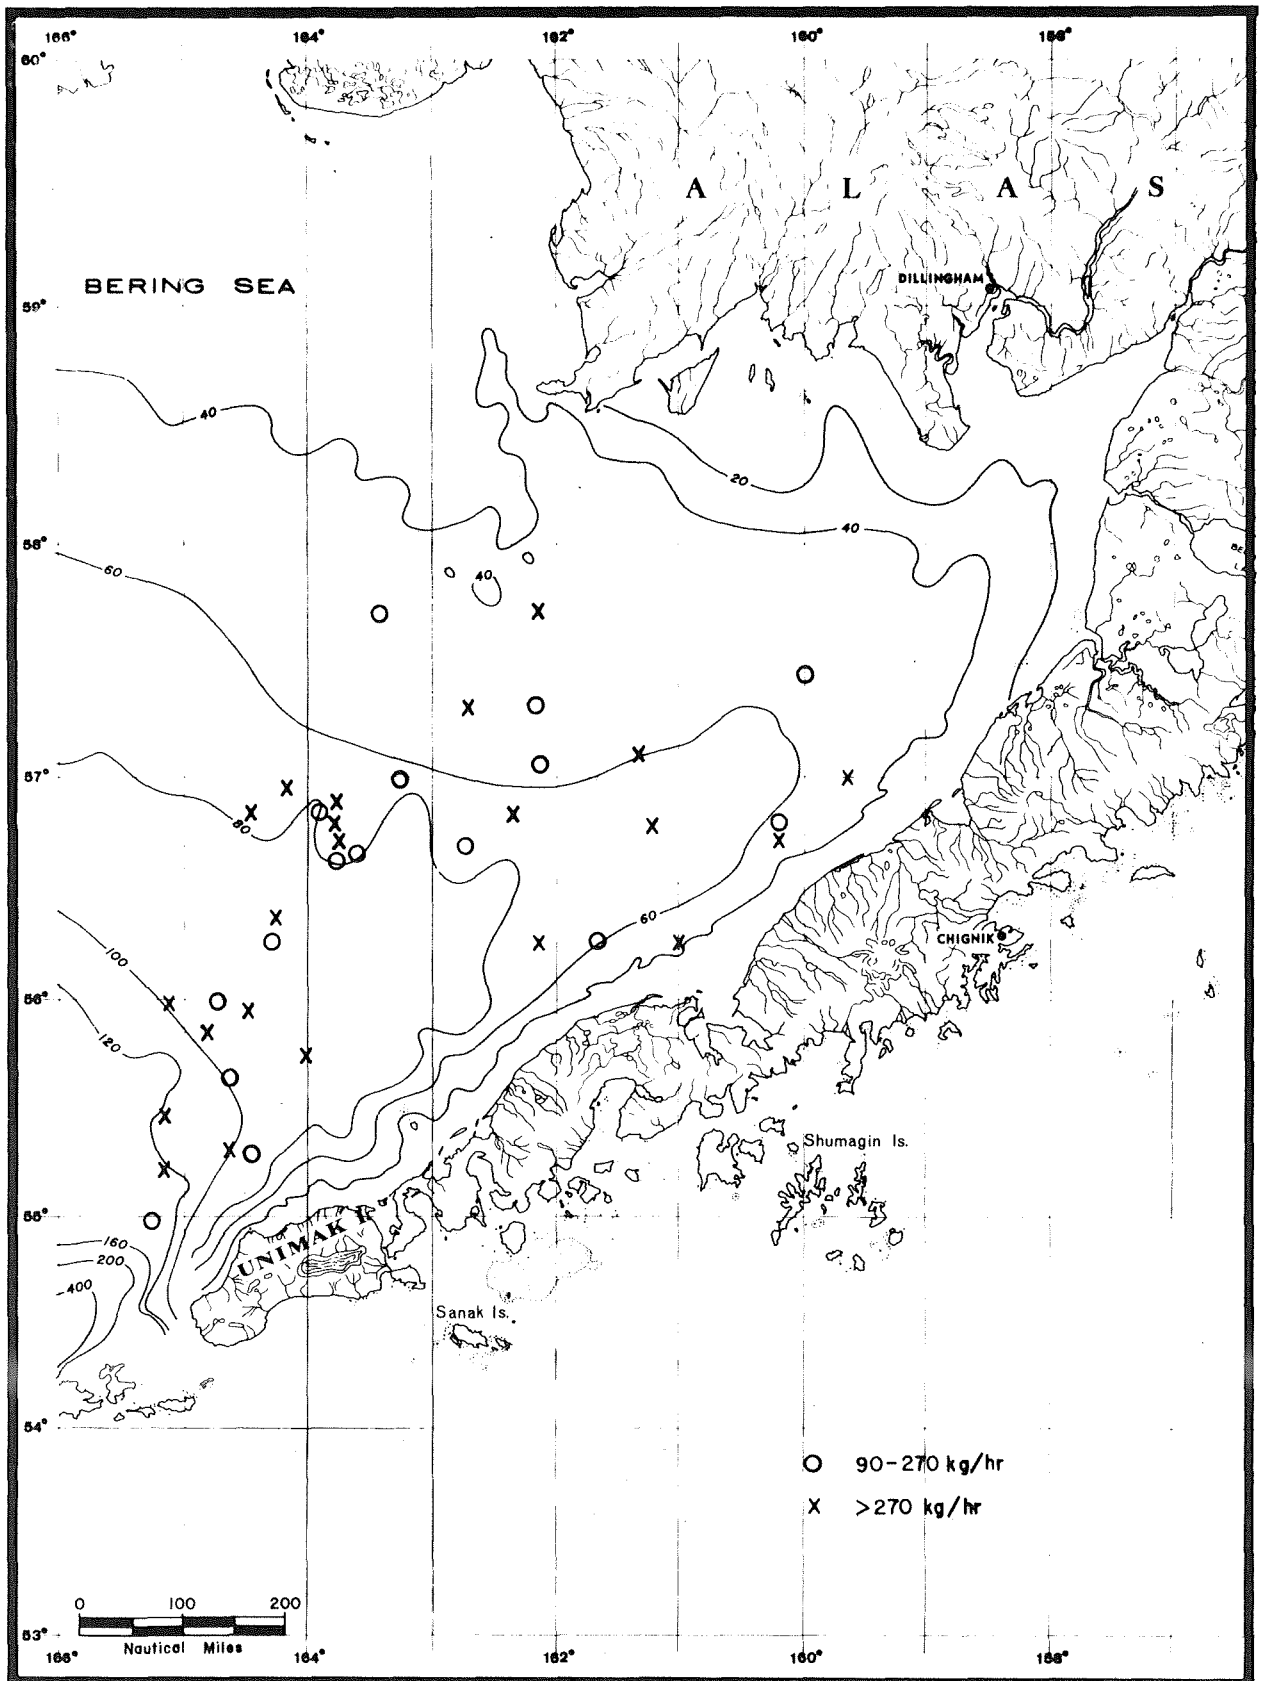 166° 164° 162° 160° 158°
60°
A L A S
DILLINGHAM
BERING SEA
59°
40
20
40
58°
60
40
57°
80
60
CHIGNIK
100
56°
120
Shumagin Is.
55°
UNIMAK I.
160
200
400
Sanak Is.
54°
O 90-270 kg/hr
X >270 kg/hr
0 100 200
Nautical Miles
53°
166° 164° 162° 160° 158°